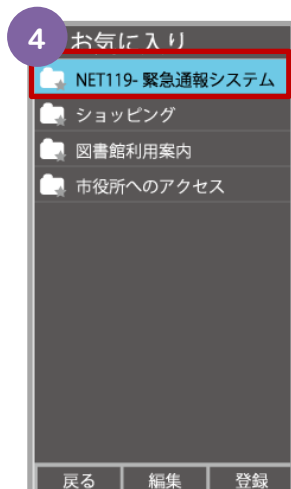 4
お気に入り
NET119- 緊急通報システム
ショッピング
図書館利用案内
市役所へのアクセス
戻る 編集 登録